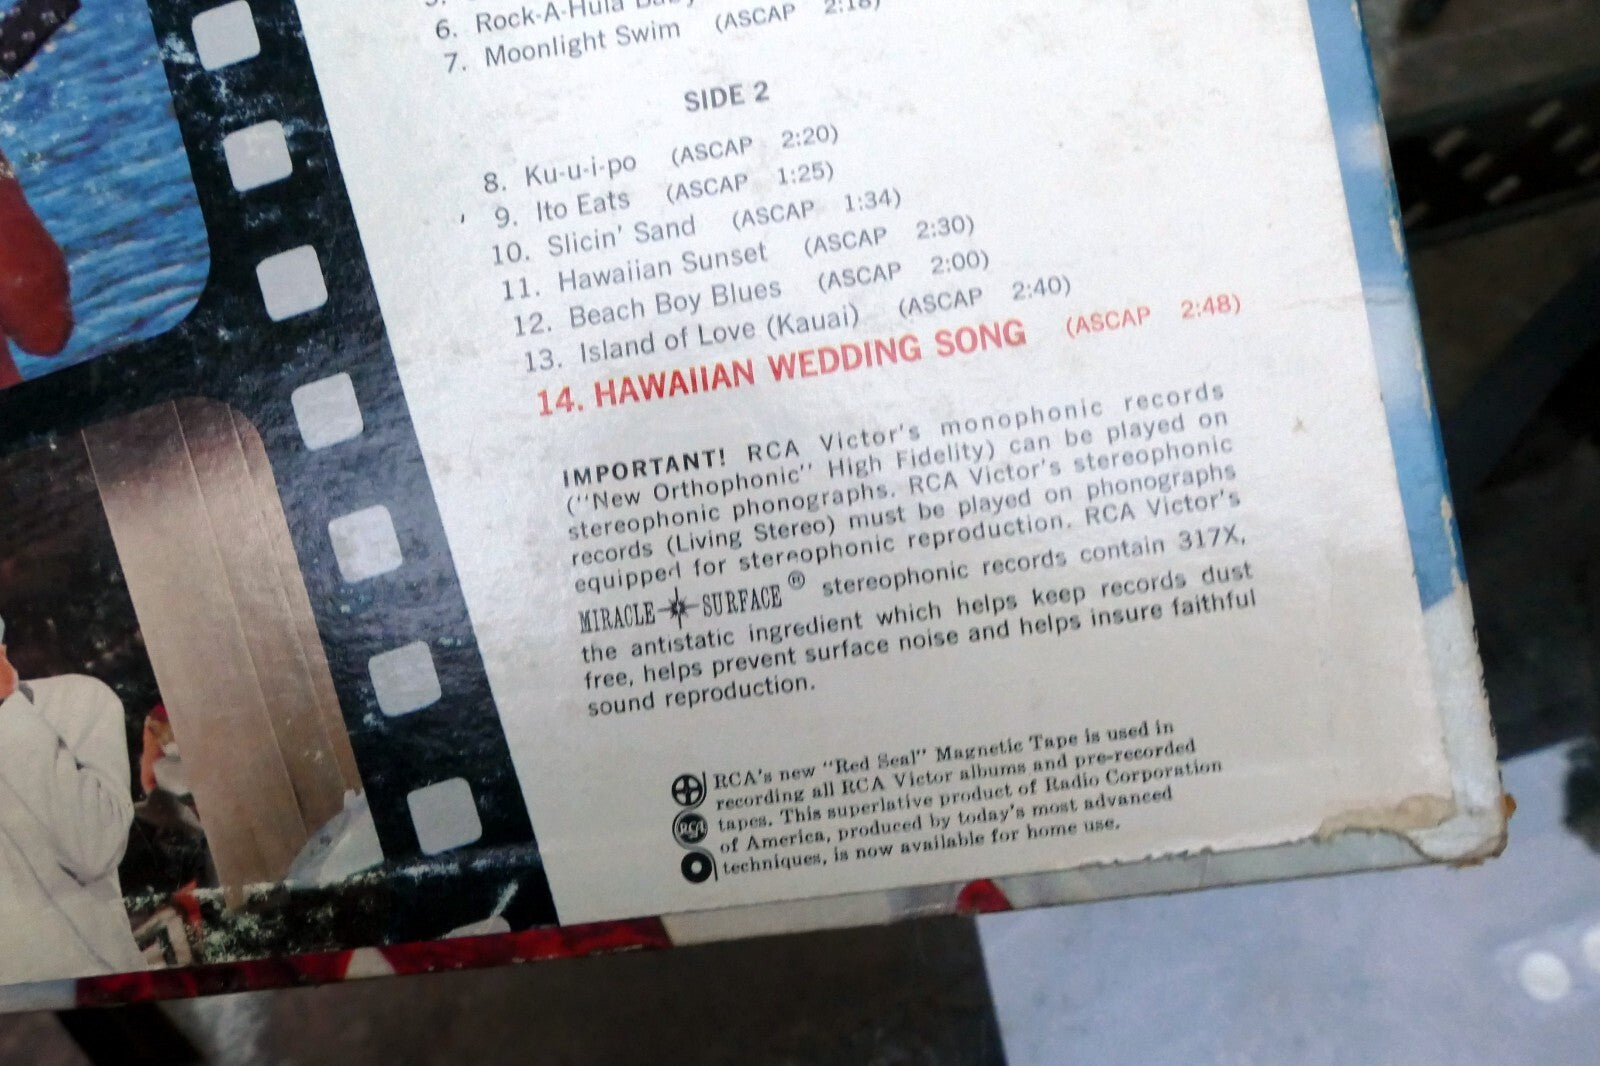 6. Rock-A-Hula
7. Moonlight Swim (ASCAP 2:18)
SIDE 2
8. Ku-u-i-po (ASCAP 2:20)
9. Ito Eats (ASCAP 1:25)
10. Slicin' Sand (ASCAP 1:34)
11. Hawaiian Sunset (ASCAP 2:30)
12. Beach Boy Blues (ASCAP 2:00)
13. Island of Love (Kauai) (ASCAP 2:40)
14. HAWAIIAN WEDDING SONG (ASCAP 2:48)
IMPORTANT! RCA Victor's monophonic records
("New Orthophonic" High Fidelity) can be played on
stereophonic phonographs. RCA Victor's stereophonic
records (Living Stereo) must be played on phonographs
equipped for stereophonic reproduction. RCA Victor's
MIRACLE SURFACE ® stereophonic records contain 317X,
the antistatic ingredient which helps keep records dust
free, helps prevent surface noise and helps insure faithful
sound reproduction.
RCA's new "Red Seal" Magnetic Tape is used in
recording all RCA Victor albums and pre-recorded
tapes. This superlative product of Radio Corporation
of America, produced by today's most advanced
techniques, is now available for home use.
RCA